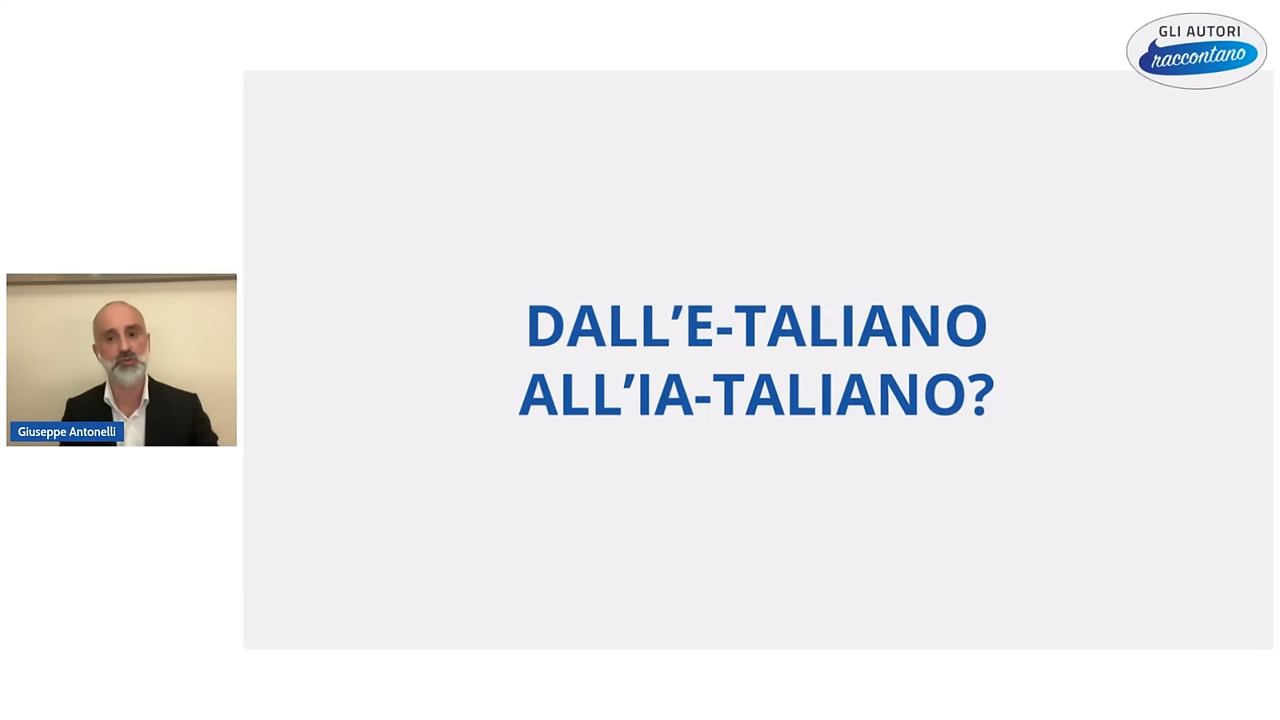 GLI AUTORI
raccontano
DALL’E-TALIANO
ALL’IA-TALIANO?
Giuseppe Antonelli